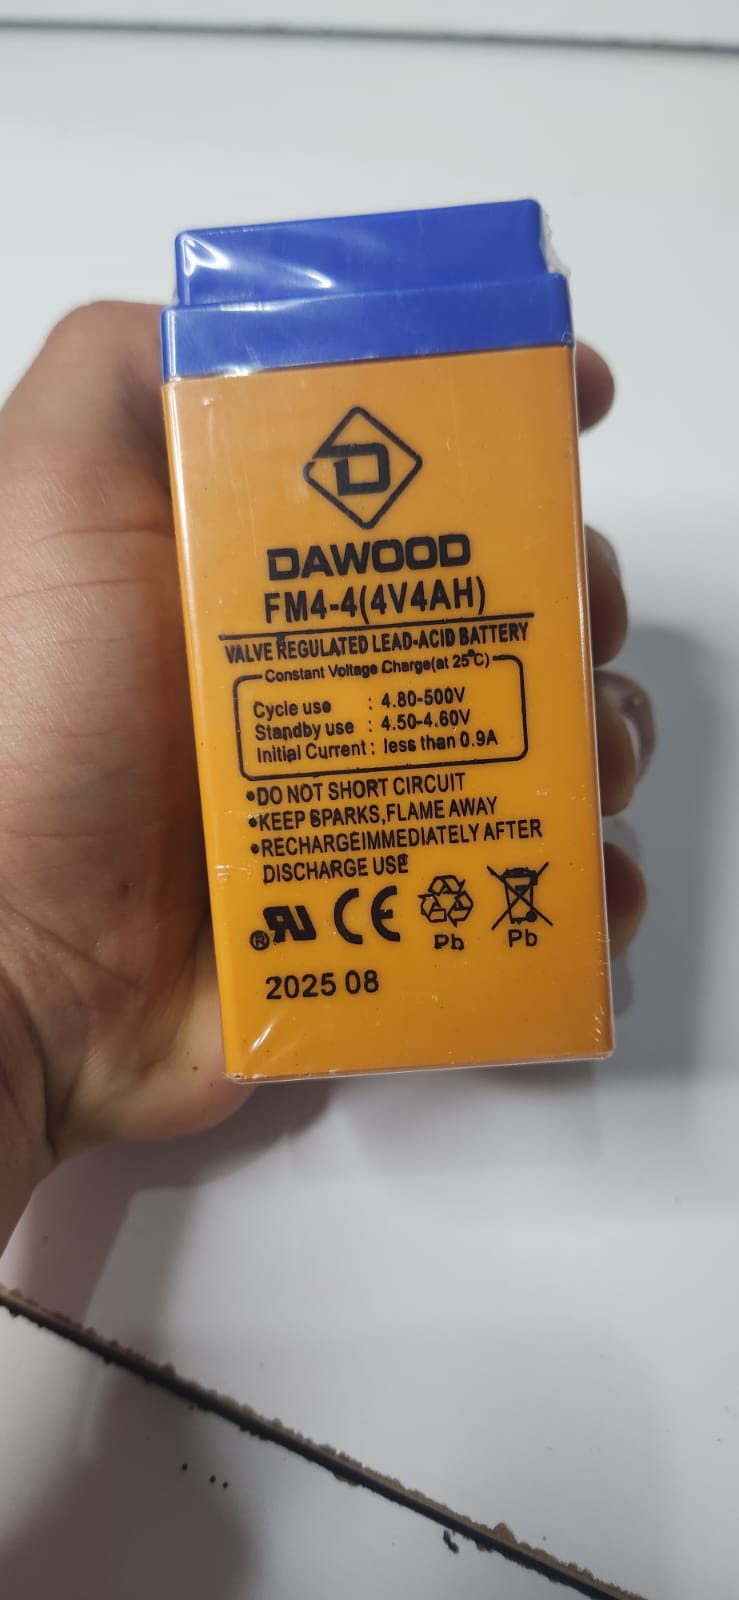 D
DAWOOD
FM4-4(4V4AH)
VALVE REGULATED LEAD-ACID BATTERY
Constant Voltage Charge(at 25°C)
Cycle use : 4.80-500V
Standby use : 4.50-4.60V
Initial Current : less than 0.9A
•DO NOT SHORT CIRCUIT
•KEEP SPARKS,FLAME AWAY
•RECHARGEIMMEDIATELY AFTER
DISCHARGE USE
® RU CE Pb Pb
2025 08